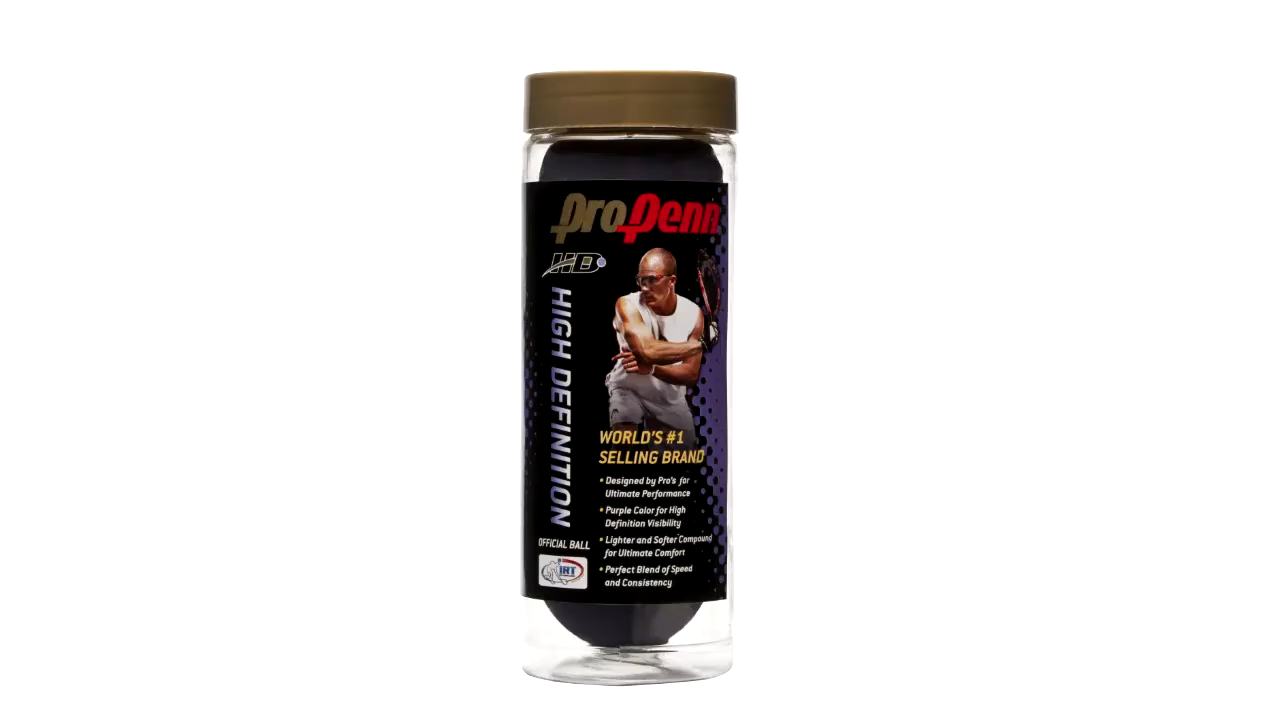 ProPenn
HD
HIGH DEFINITION
WORLD'S #1
SELLING BRAND
• Designed by Pro's for
Ultimate Performance
• Purple Color for High
Definition Visibility
• Lighter and Softer Compound
for Ultimate Comfort
• Perfect Blend of Speed
and Consistency
OFFICIAL BALL
IRT